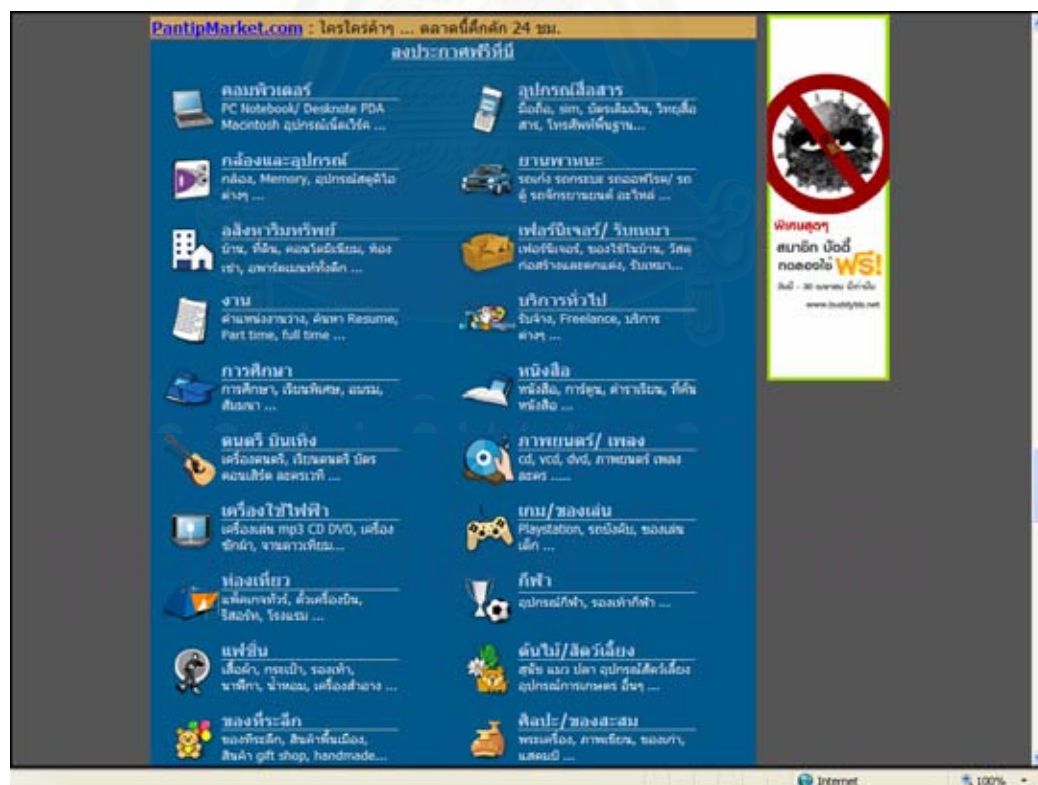 PantipMarket.com : ใครใคร่ค้าๆ ... ตลาดนี้คึกคัก 24 ชม.
ลงประกาศฟรีที่นี่
คอมพิวเตอร์
PC Notebook/ Desknote PDA
Macintosh อุปกรณ์เน็ตเวิร์ค ...
อุปกรณ์สื่อสาร
มือถือ, sim, บัตรเติมเงิน, วิทยุสื่อ
สาร, โทรศัพท์พื้นฐาน...
กล้องและอุปกรณ์
กล้อง, Memory, อุปกรณ์สตูดิโอ
ต่างๆ ...
ยานพาหนะ
รถเก๋ง รถกระบะ รถออฟโรด/ รถ
ตู้ รถจักรยานยนต์ อะไหล่ ...
อสังหาริมทรัพย์
บ้าน, ที่ดิน, คอนโดมิเนียม, ห้อง
เช่า, อพาร์ตเมนท์ทั้งตึก ...
เฟอร์นิเจอร์/ รับเหมา
เฟอร์นิเจอร์, ของใช้ในบ้าน, วัสดุ
ก่อสร้างและตกแต่ง, รับเหมา...
งาน
ตำแหน่งงานว่าง, ค้นหา Resume,
Part time, full time ...
บริการทั่วไป
รับจ้าง, Freelance, บริการ
ต่างๆ ...
การศึกษา
การศึกษา, เรียนพิเศษ, อบรม,
สัมมนา ...
หนังสือ
หนังสือ, การ์ตูน, ตำราเรียน, ที่คั่น
หนังสือ ...
ดนตรี บันเทิง
เครื่องดนตรี, เรียนดนตรี บัตร
คอนเสิร์ต ละครเวที ...
ภาพยนตร์/ เพลง
cd, vcd, dvd, ภาพยนตร์ เพลง
ละคร .....
เครื่องใช้ไฟฟ้า
เครื่องเล่น mp3 CD DVD, เครื่อง
ซักผ้า, จานดาวเทียม...
เกม/ของเล่น
Playstation, รถบังคับ, ของเล่น
เด็ก ...
ท่องเที่ยว
แพ็คเกจทัวร์, ตั๋วเครื่องบิน,
รีสอร์ท, โรงแรม ...
กีฬา
อุปกรณ์กีฬา, รองเท้ากีฬา ...
แฟชั่น
เสื้อผ้า, กระเป๋า, รองเท้า,
นาฬิกา, น้ำหอม, เครื่องสำอาง ...
ต้นไม้/สัตว์เลี้ยง
สุนัข แมว ปลา อุปกรณ์สัตว์เลี้ยง
อุปกรณ์การเกษตร อื่นๆ ...
ของที่ระลึก
ของที่ระลึก, สินค้าพื้นเมือง,
สินค้า gift shop, handmade...
ศิลปะ/ของสะสม
พระเครื่อง, ภาพเขียน, ของเก่า,
แสตมป์ ...
พิเศษสุดๆ
สมาชิก บัดดี้
ทดลองใช้ ฟรี!
วันนี้ - 30 เมษายน นี้เท่านั้น
Internet
100%